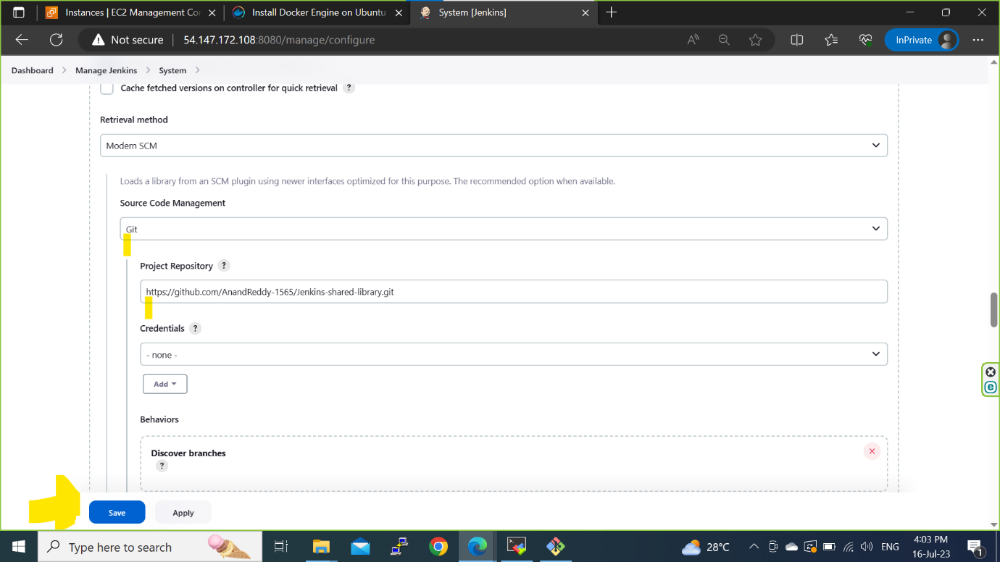 Instances | EC2 Management Cor
Install Docker Engine on Ubuntu
System [Jenkins]
Not secure
54.147.172.108:8080/manage/configure
InPrivate
Dashboard > Manage Jenkins > System >
Cache fetched versions on controller for quick retrieval ?
Retrieval method
Modern SCM
Loads a library from an SCM plugin using newer interfaces optimized for this purpose. The recommended option when available.
Source Code Management
Git
Project Repository ?
https://github.com/AnandReddy-1565/Jenkins-shared-library.git
Credentials ?
- none -
Add
Behaviors
Discover branches
?
Save
Apply
Type here to search
28°C
ENG
4:03 PM
16-Jul-23
1